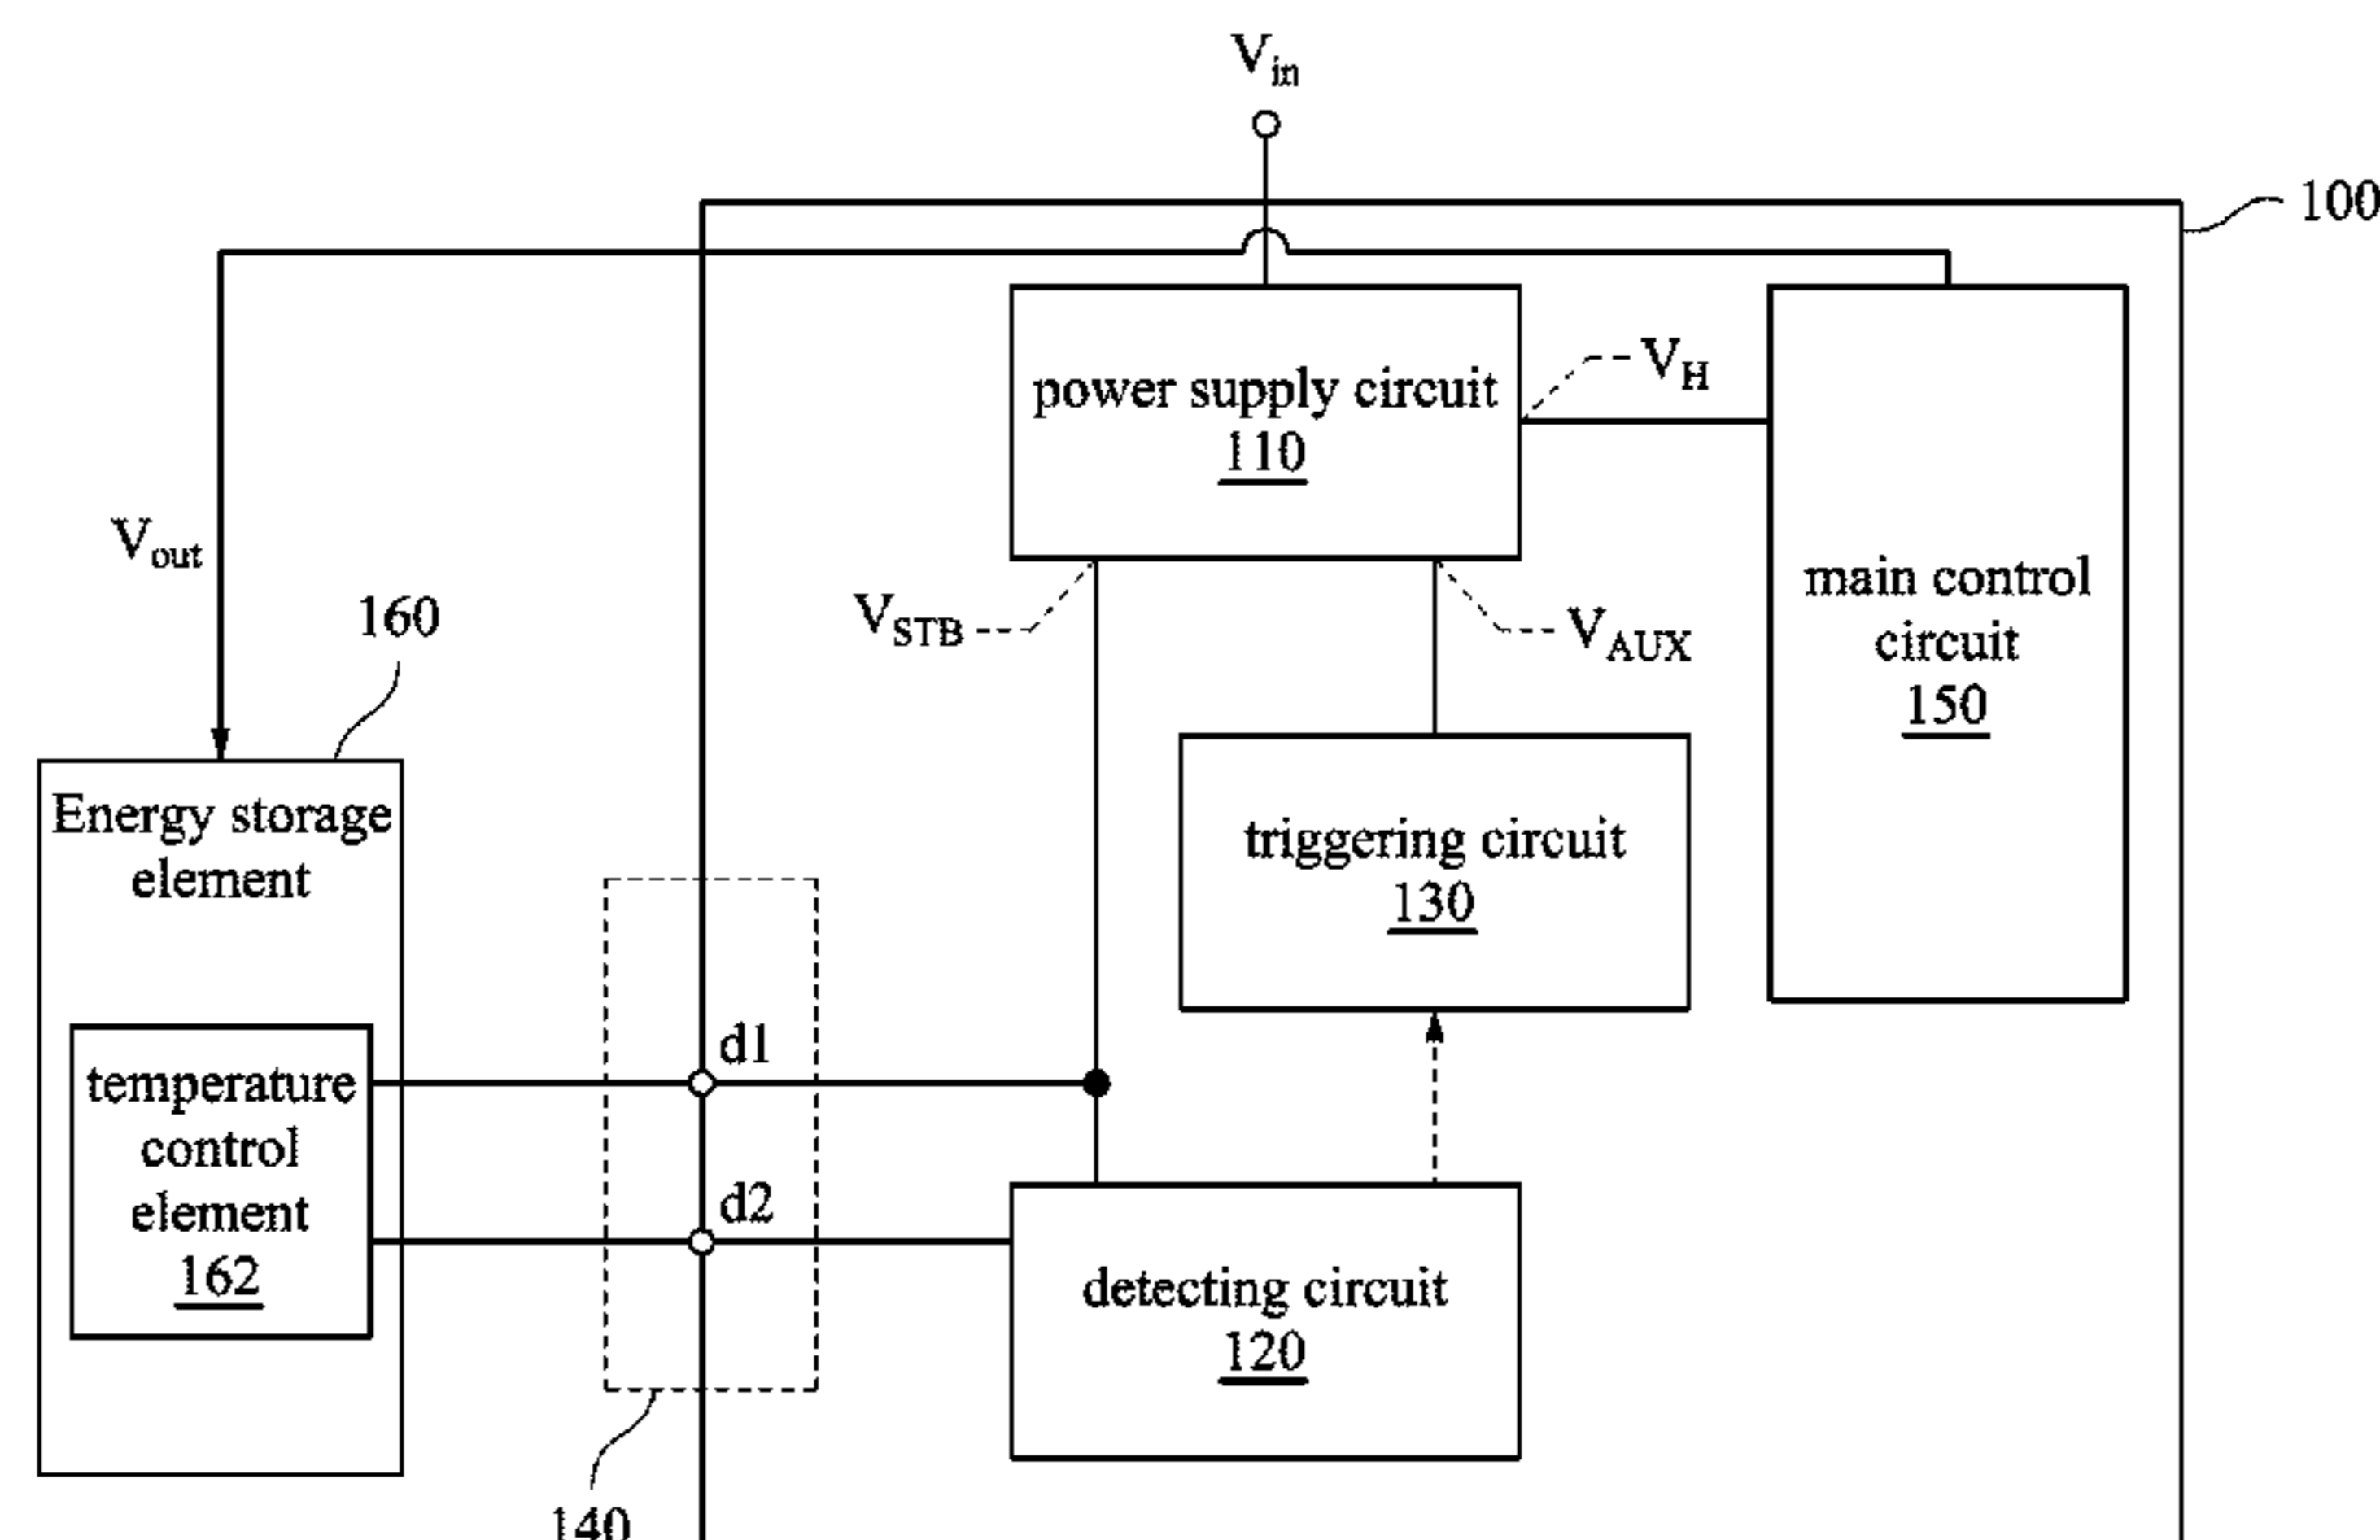 Vin
100
power supply circuit
110
VH
Vout
160
VSTB
VAUX
main control
circuit
150
Energy storage
element
triggering circuit
130
temperature
control
element
162
d1
d2
detecting circuit
120
140